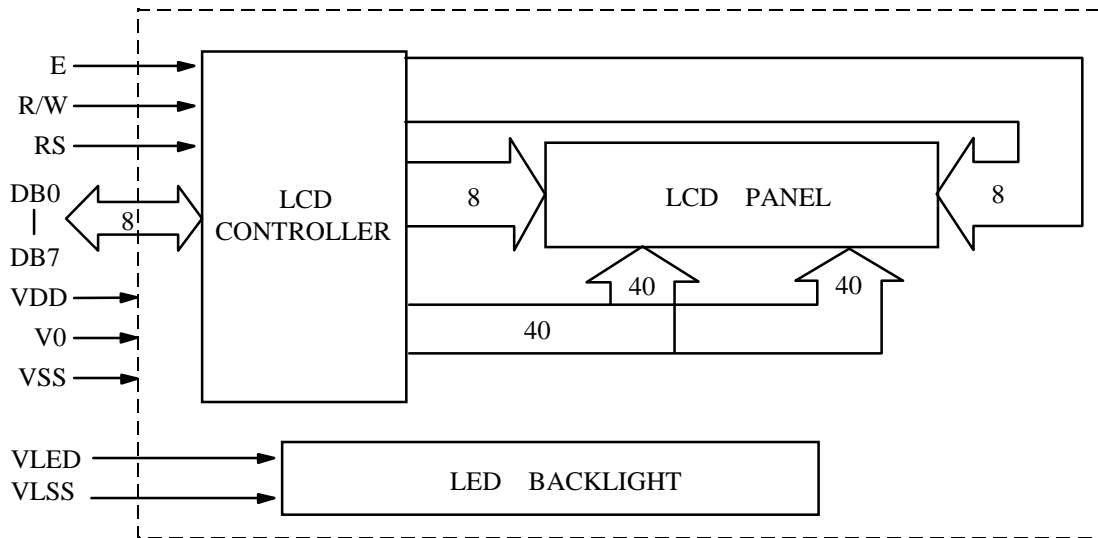 E
R/W
RS
DB0
DB7
8
VDD
V0
VSS
LCD
CONTROLLER
8
LCD PANEL
8
40
40
40
VLED
VLSS
LED BACKLIGHT